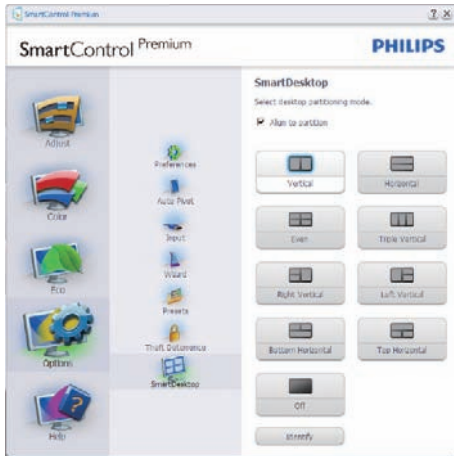 SmartControl Premium
SmartControl Premium
PHILIPS
Adjust
Color
Eco
Options
Help
Preferences
Auto Pivot
Input
Wizard
Presets
Theft Deterrence
SmartDesktop
SmartDesktop
Select desktop partitioning mode.
Align to partition
Vertical
Horizontal
Even
Triple Vertical
Right Vertical
Left Vertical
Bottom Horizontal
Top Horizontal
Off
Identify